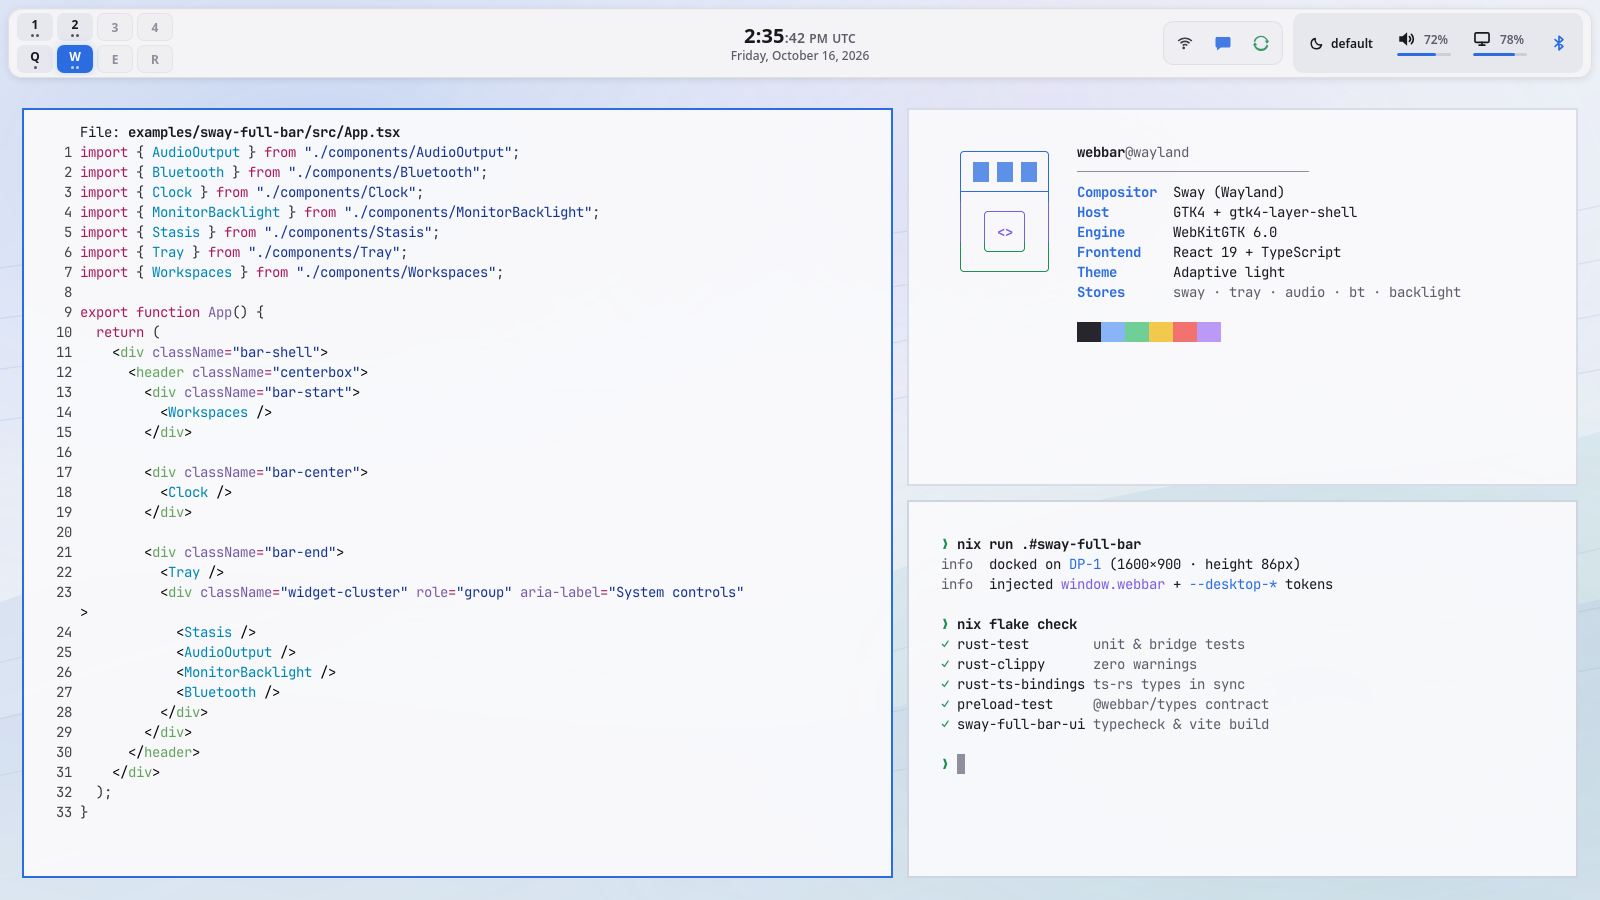 1 2 3 4
Q W E R
2:35:42 PM UTC
Friday, October 16, 2026
default 72% 78%
File: examples/sway-full-bar/src/App.tsx
1 import { AudioOutput } from "./components/AudioOutput";
2 import { Bluetooth } from "./components/Bluetooth";
3 import { Clock } from "./components/Clock";
4 import { MonitorBacklight } from "./components/MonitorBacklight";
5 import { Stasis } from "./components/Stasis";
6 import { Tray } from "./components/Tray";
7 import { Workspaces } from "./components/Workspaces";
8
9 export function App() {
10   return (
11     <div className="bar-shell">
12       <header className="centerbox">
13         <div className="bar-start">
14           <Workspaces />
15         </div>
16
17         <div className="bar-center">
18           <Clock />
19         </div>
20
21         <div className="bar-end">
22           <Tray />
23           <div className="widget-cluster" role="group" aria-label="System controls"
>
24             <Stasis />
25             <AudioOutput />
26             <MonitorBacklight />
27             <Bluetooth />
28           </div>
29         </div>
30       </header>
31     </div>
32   );
33 }
<>
webbar@wayland
Compositor Sway (Wayland)
Host GTK4 + gtk4-layer-shell
Engine WebKitGTK 6.0
Frontend React 19 + TypeScript
Theme Adaptive light
Stores sway · tray · audio · bt · backlight
❯ nix run .#sway-full-bar
info docked on DP-1 (1600×900 · height 86px)
info injected window.webbar + --desktop-* tokens
❯ nix flake check
✓ rust-test unit & bridge tests
✓ rust-clippy zero warnings
✓ rust-ts-bindings ts-rs types in sync
✓ preload-test @webbar/types contract
✓ sway-full-bar-ui typecheck & vite build
❯